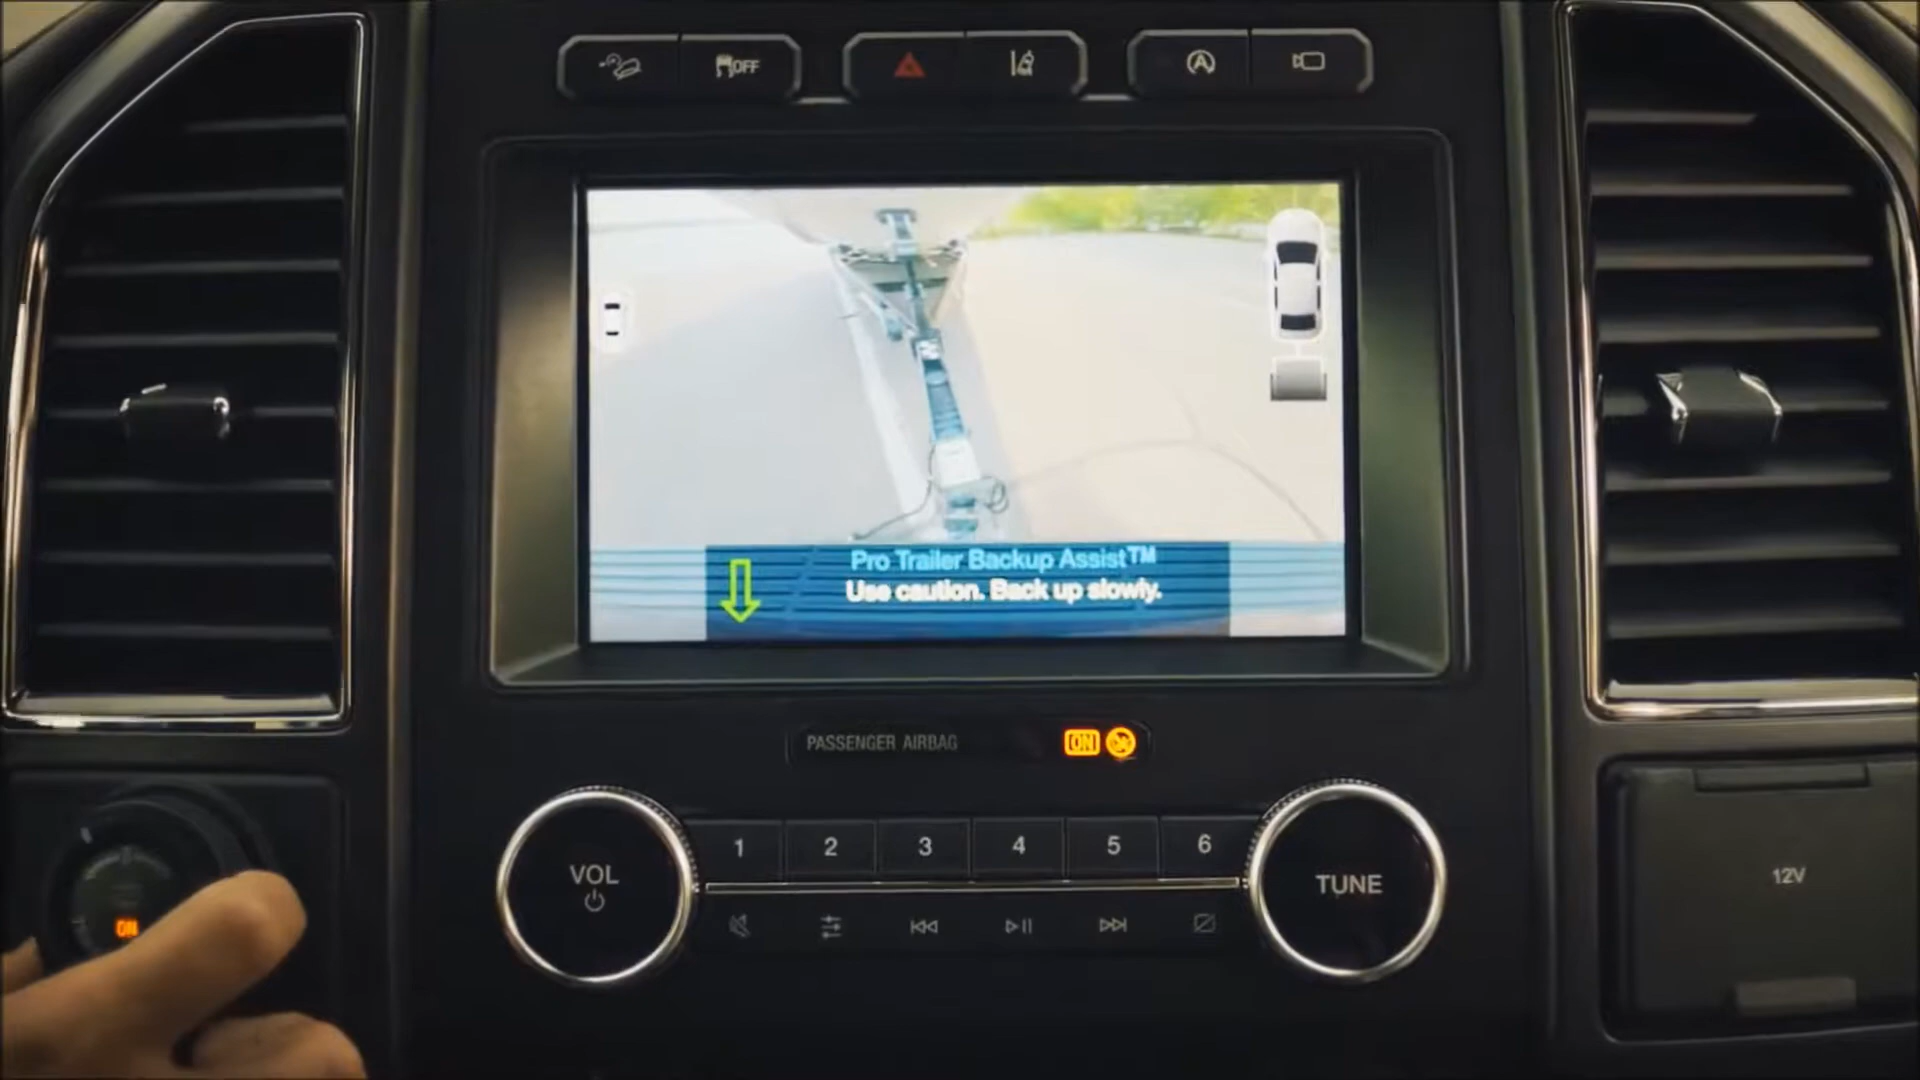 OFF
A
Pro Trailer Backup Assist™
Use caution. Back up slowly.
PASSENGER AIRBAG ON
VOL
1 2 3 4 5 6
TUNE
12V
ON